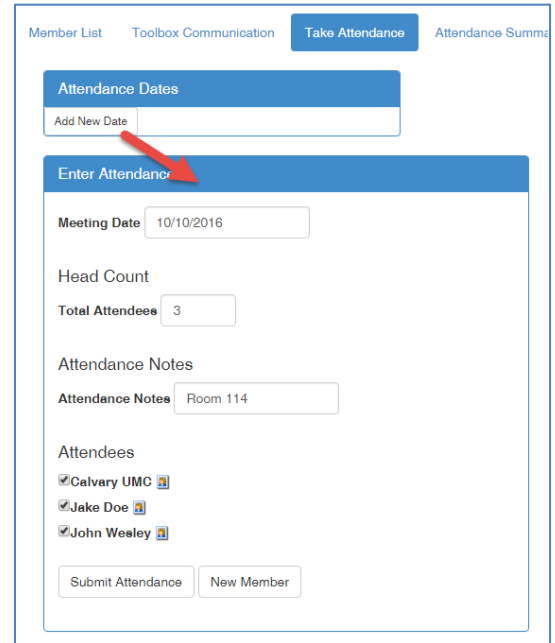 Member List Toolbox Communication Take Attendance Attendance Summa
Attendance Dates
Add New Date
Enter Attendance
Meeting Date 10/10/2016
Head Count
Total Attendees 3
Attendance Notes
Attendance Notes Room 114
Attendees
Calvary UMC
Jake Doe
John Wesley
Submit Attendance New Member